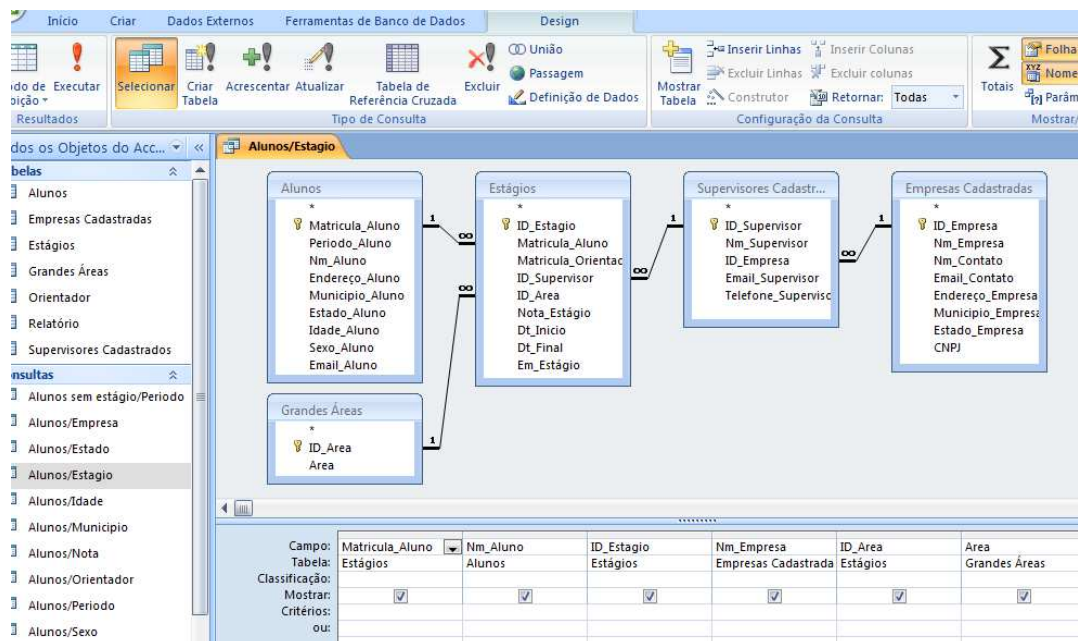 Início Criar Dados Externos Ferramentas de Banco de Dados Design
União
Passagem
Definição de Dados
Executar
Selecionar
Criar Tabela
Acrescentar
Atualizar
Tabela de Referência Cruzada
Excluir
Mostrar Tabela
Inserir Linhas
Excluir Linhas
Construtor
Inserir Colunas
Excluir colunas
Retornar: Todas
Totais
Folha
Nome
Parâm
Resultados
Tipo de Consulta
Configuração da Consulta
Mostrar/
dos os Objetos do Acc... «
belas
Alunos
Empresas Cadastradas
Estágios
Grandes Áreas
Orientador
Relatório
Supervisores Cadastrados
nsultas
Alunos sem estágio/Periodo
Alunos/Empresa
Alunos/Estado
Alunos/Estagio
Alunos/Idade
Alunos/Municipio
Alunos/Nota
Alunos/Orientador
Alunos/Periodo
Alunos/Sexo
Alunos/Estagio
Alunos
*
Matricula_Aluno
Periodo_Aluno
Nm_Aluno
Endereço_Aluno
Municipio_Aluno
Estado_Aluno
Idade_Aluno
Sexo_Aluno
Email_Aluno
1
∞
Estágios
*
ID_Estagio
Matricula_Aluno
Matricula_Orientac
ID_Supervisor
ID_Area
Nota_Estágio
Dt_Inicio
Dt_Final
Em_Estágio
∞
∞
1
Supervisores Cadastr...
*
ID_Supervisor
Nm_Supervisor
ID_Empresa
Email_Supervisor
Telefone_Supervisc
∞
1
Empresas Cadastradas
*
ID_Empresa
Nm_Empresa
Nm_Contato
Email_Contato
Endereço_Empresa
Municipio_Empresa
Estado_Empresa
CNPJ
Grandes Áreas
*
ID_Area
Area
1
Campo: Matricula_Aluno Nm_Aluno ID_Estagio Nm_Empresa ID_Area Area
Tabela: Estágios Alunos Estágios Empresas Cadastrada Estágios Grandes Áreas
Classificação:
Mostrar:
Critérios:
ou: